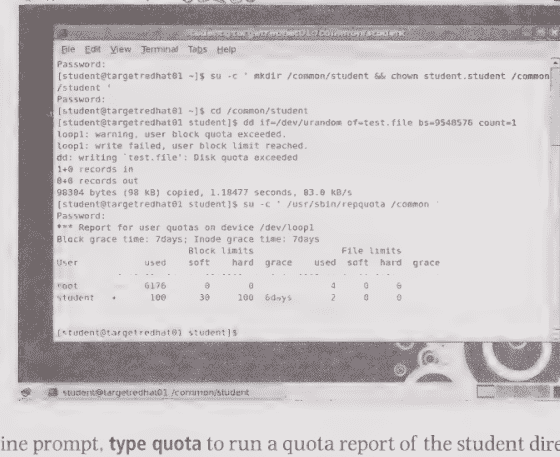 File Edit View Terminal Tabs Help
Password:
[student@targetredhat01 ~]$ su -c ' mkdir /common/student && chown student.student /common
/student '
Password:
[student@targetredhat01 ~]$ cd /common/student
[student@targetredhat01 student]$ dd if=/dev/urandom of=test.file bs=9548576 count=1
loop1: warning, user block quota exceeded.
loop1: write failed, user block limit reached.
dd: writing `test.file': Disk quota exceeded
1+0 records in
0+0 records out
98304 bytes (98 kB) copied, 1.18477 seconds, 83.0 kB/s
[student@targetredhat01 student]$ su -c ' /usr/sbin/repquota /common '
Password:
*** Report for user quotas on device /dev/loop1
Block grace time: 7days; Inode grace time: 7days
Block limits File limits
User used soft hard grace used soft hard grace
root 6176 0 0 4 0 0
student + 100 30 100 6days 2 0 0
[student@targetredhat01 student]$
student@targetredhat01:/common/student
ine prompt, type quota to run a quota report of the student dire